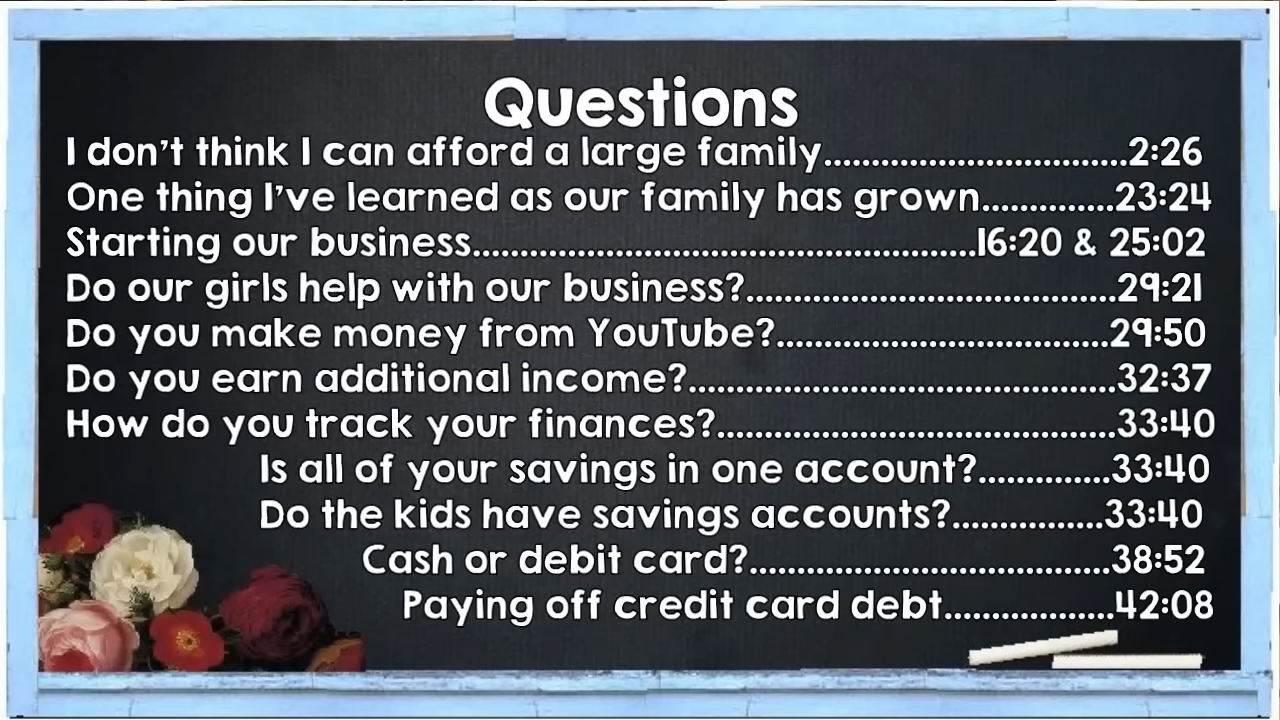 Questions
I don't think I can afford a large family................................2:26
One thing I've learned as our family has grown..............23:24
Starting our business.....................................................16:20 & 25:02
Do our girls help with our business?.......................................29:21
Do you make money from YouTube?...................................29:50
Do you earn additional income?.............................................32:37
How do you track your finances?..........................................33:40
Is all of your savings in one account?..............33:40
Do the kids have savings accounts?................33:40
Cash or debit card?......................................38:52
Paying off credit card debt..................42:08